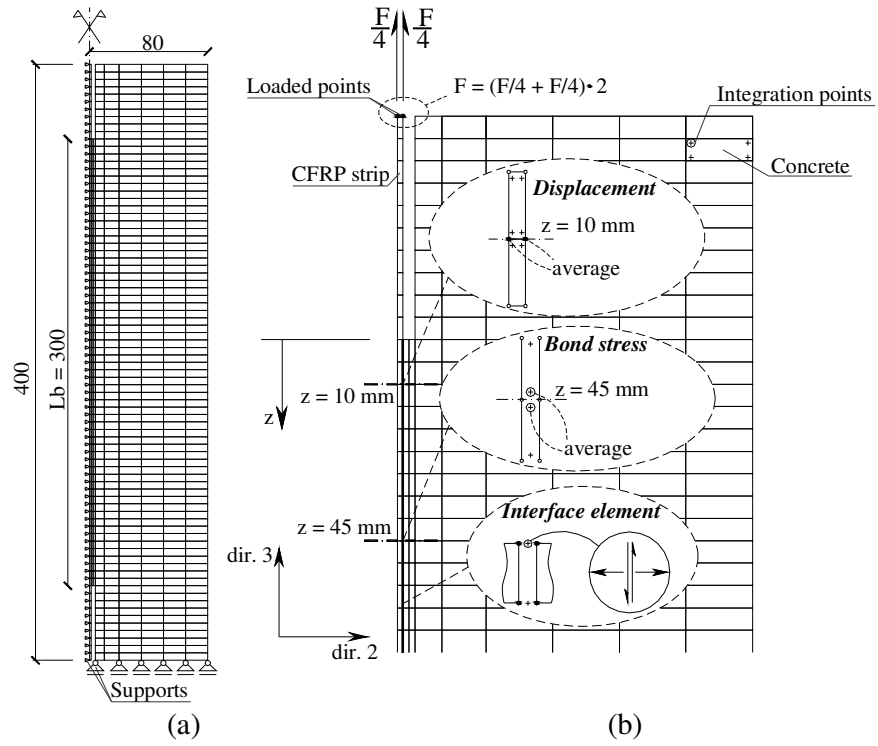 80
400
Lb = 300
Supports
(a)
F
4
F
4
F = (F/4 + F/4)• 2
Loaded points
Integration points
CFRP strip
Concrete
Displacement
z = 10 mm
average
Bond stress
z = 10 mm
z = 45 mm
z
average
z = 45 mm
Interface element
dir. 3
dir. 2
(b)